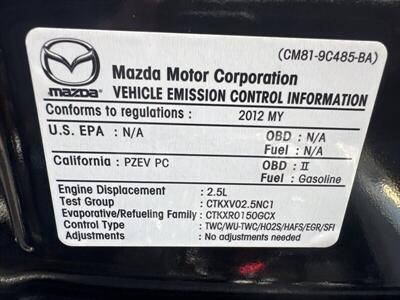 (CM81-9C485-BA)
mazda
Mazda Motor Corporation
VEHICLE EMISSION CONTROL INFORMATION
Conforms to regulations : 2012 MY
U.S. EPA : N/A OBD : N/A
Fuel : N/A
California : PZEV PC OBD : II
Fuel : Gasoline
Engine Displacement : 2.5L
Test Group : CTKXV02.5NC1
Evaporative/Refueling Family : CTKXR0150GCX
Control Type : TWC/WU-TWC/HO2S/HAFS/EGR/SFI
Adjustments : No adjustments needed